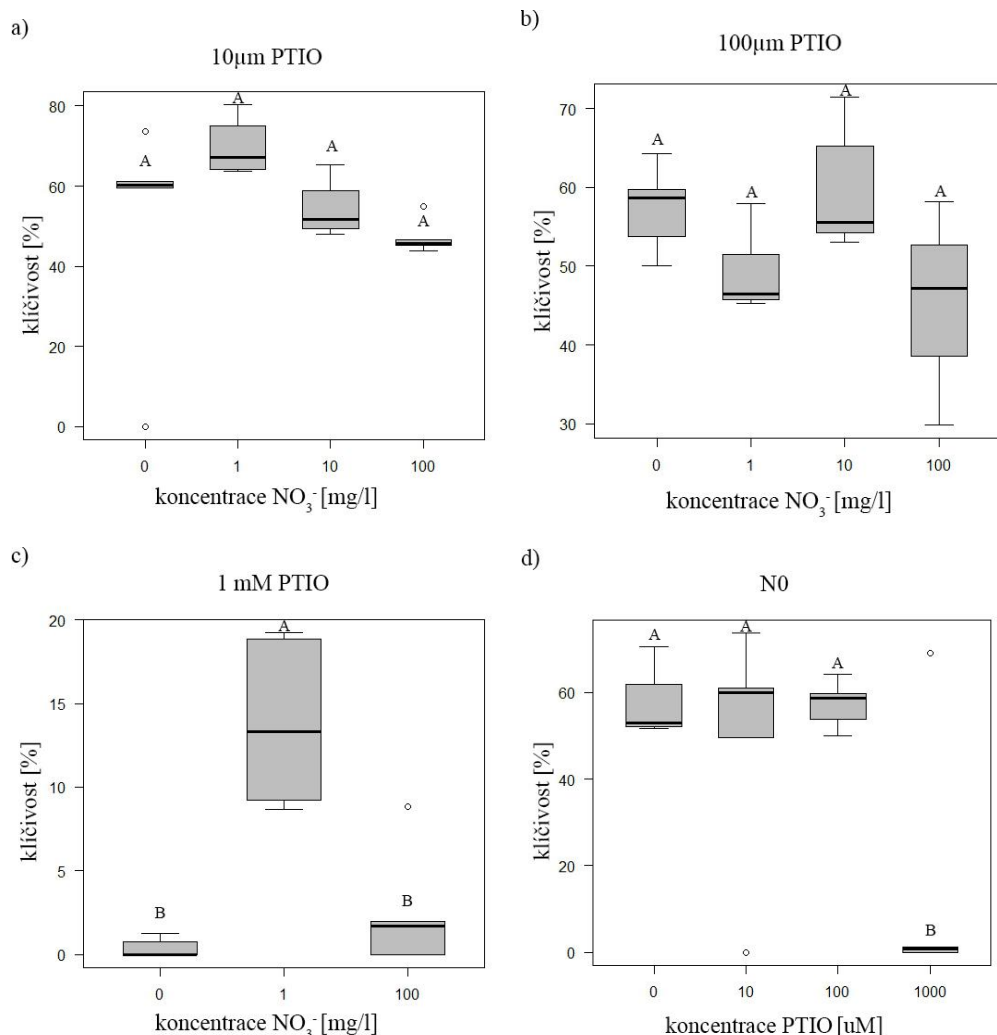 a)
10µm PTIO
klíčivost [%]
80
60
40
20
0
A
A
A
A
0 1 10 100
koncentrace NO₃⁻ [mg/l]
b)
100µm PTIO
klíčivost [%]
70
60
50
40
30
A
A
A
A
0 1 10 100
koncentrace NO₃⁻ [mg/l]
c)
1 mM PTIO
klíčivost [%]
20
15
10
5
0
B
A
B
0 1 100
koncentrace NO₃⁻ [mg/l]
d)
N0
klíčivost [%]
60
40
20
0
A
A
A
B
0 10 100 1000
koncentrace PTIO [uM]